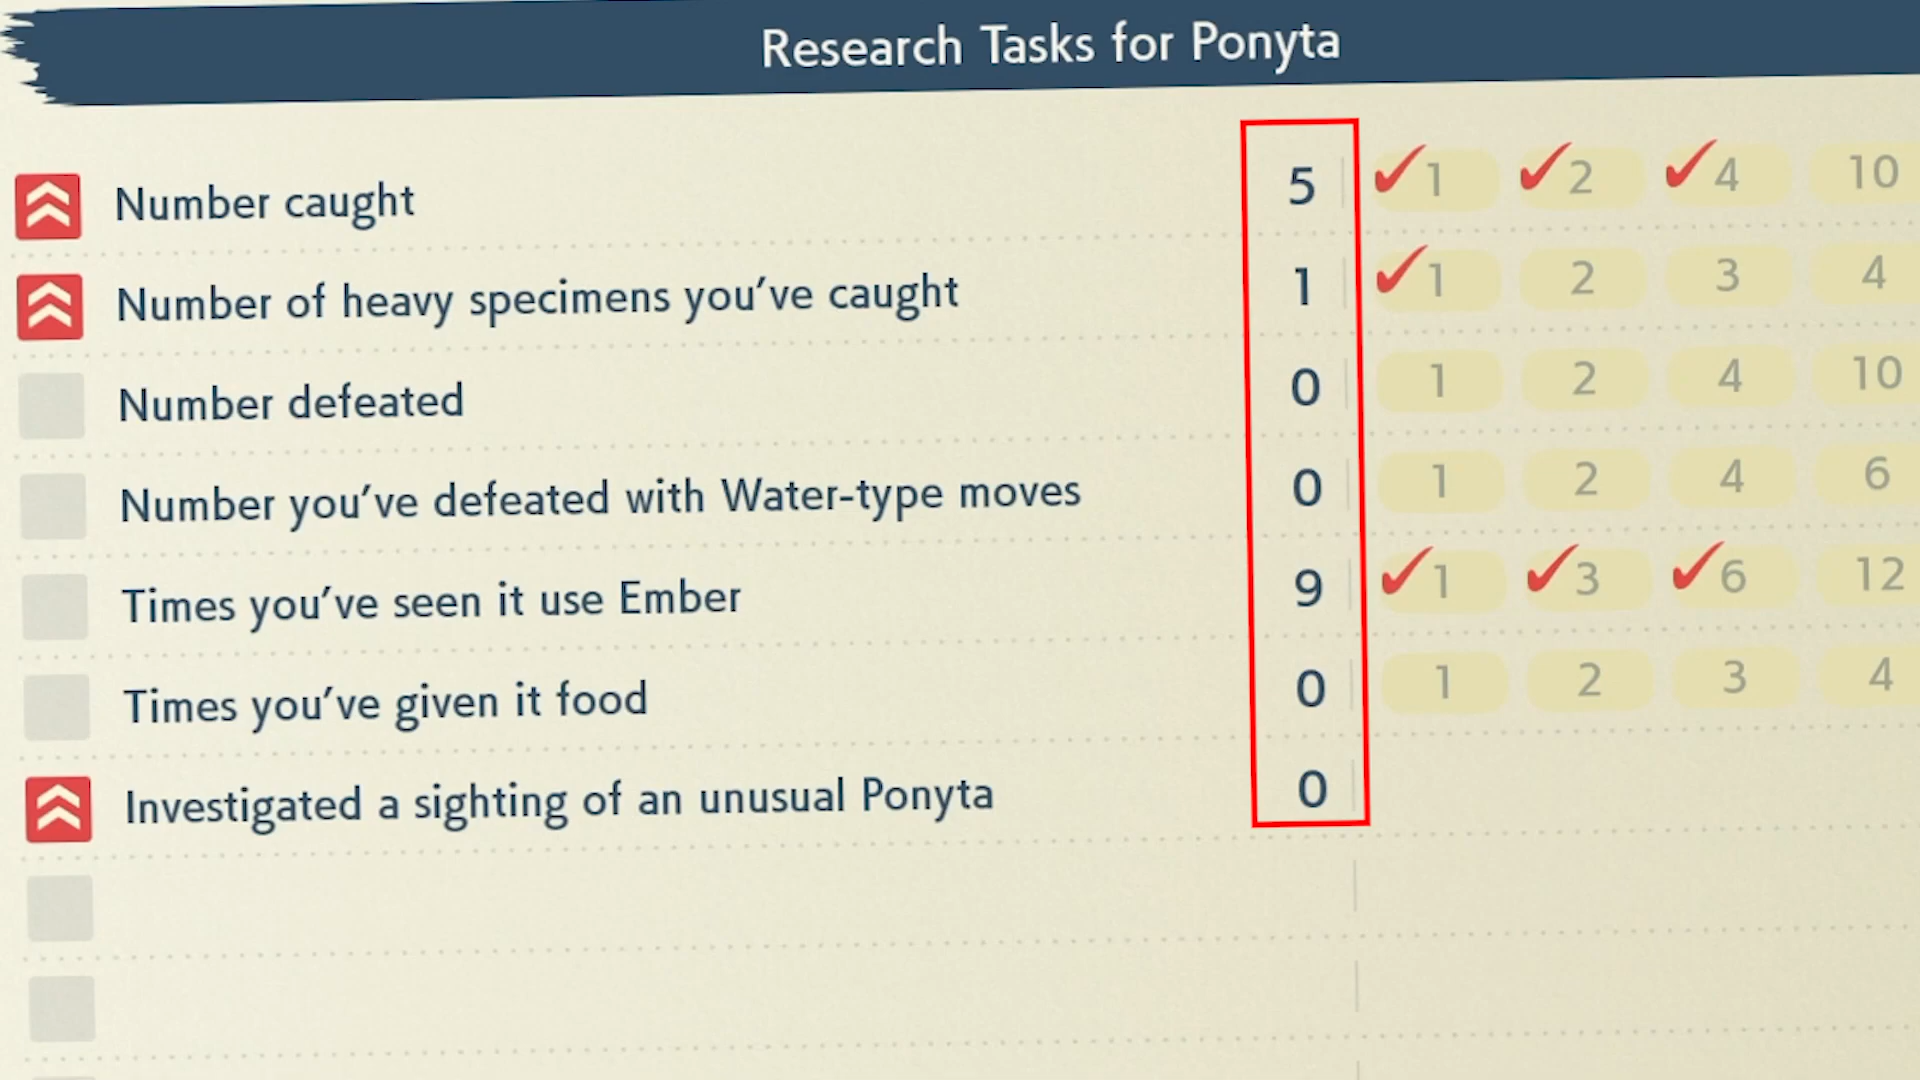 Research Tasks for Ponyta
Number caught 5 1 2 4 10
Number of heavy specimens you've caught 1 1 2 3 4
Number defeated 0 1 2 4 10
Number you've defeated with Water-type moves 0 1 2 4 6
Times you've seen it use Ember 9 1 3 6 12
Times you've given it food 0 1 2 3 4
Investigated a sighting of an unusual Ponyta 0